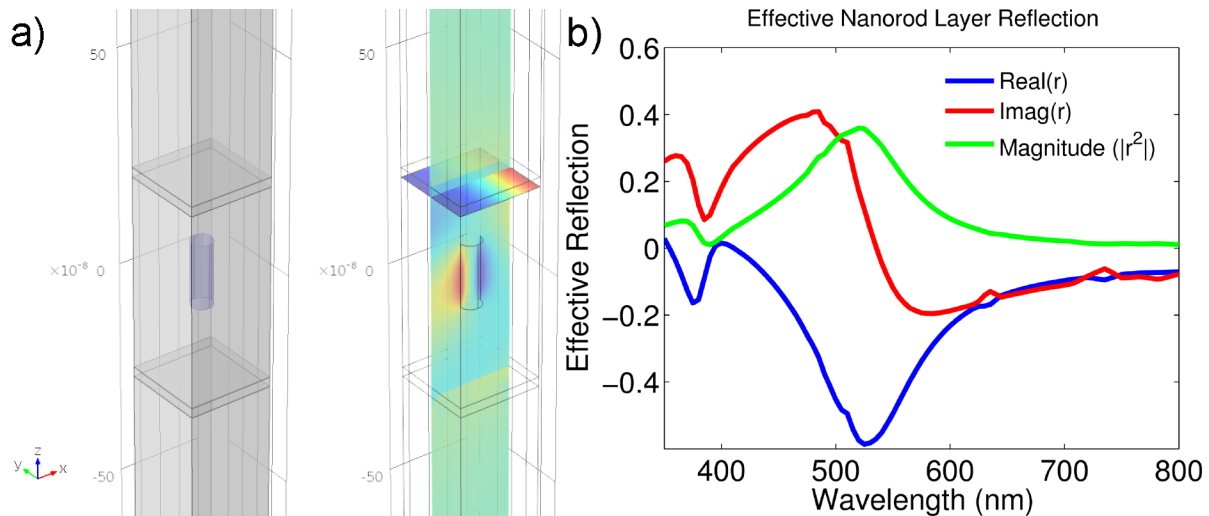 a)
50
×10⁻⁸ 0
-50
z
y x
50
×10⁻⁸ 0
-50
b)
Effective Nanorod Layer Reflection
Effective Reflection
0.6
0.4
0.2
0
−0.2
−0.4
Real(r)
Imag(r)
Magnitude (|r²|)
400 500 600 700 800
Wavelength (nm)